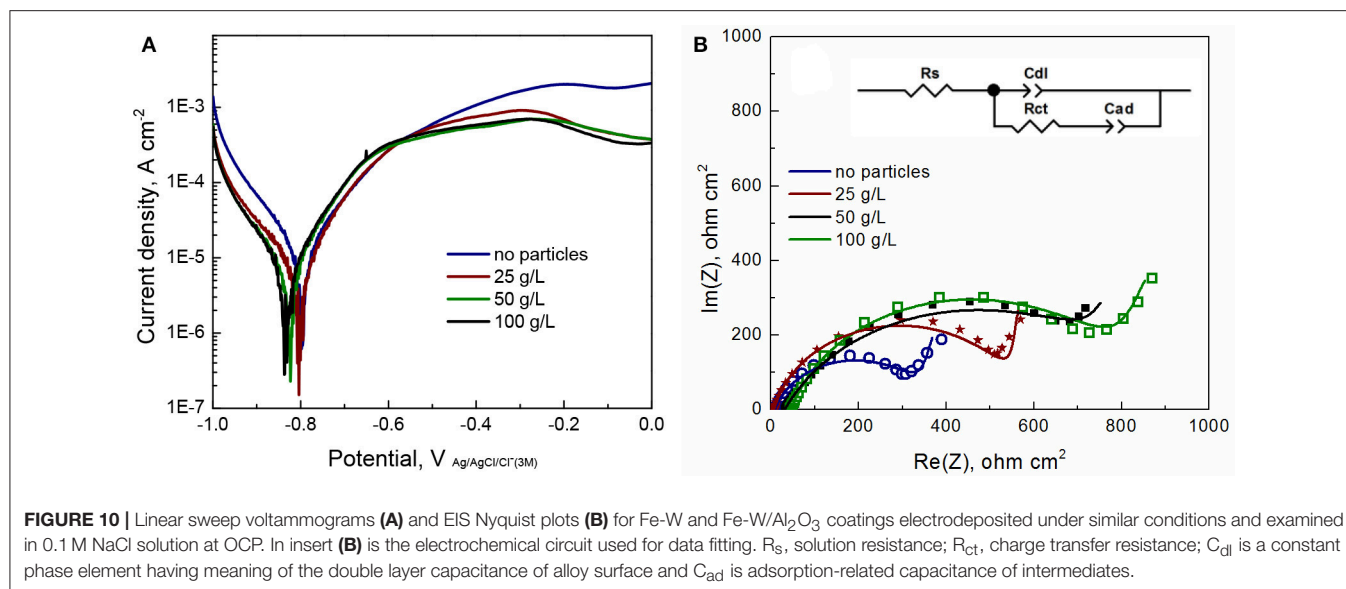 A
Current density, A cm⁻²
1E-3
1E-4
1E-5
1E-6
1E-7
-1.0 -0.8 -0.6 -0.4 -0.2 0.0
Potential, V Ag/AgCl/Cl⁻(3M)
no particles
25 g/L
50 g/L
100 g/L
B
Im(Z), ohm cm²
1000
800
600
400
200
0
0 200 400 600 800 1000
Re(Z), ohm cm²
Rs
Cdl
Rct
Cad
no particles
25 g/L
50 g/L
100 g/L
FIGURE 10 | Linear sweep voltammograms (A) and EIS Nyquist plots (B) for Fe-W and Fe-W/Al₂O₃ coatings electrodeposited under similar conditions and examined
in 0.1 M NaCl solution at OCP. In insert (B) is the electrochemical circuit used for data fitting. Rₛ, solution resistance; R_ct, charge transfer resistance; C_dl is a constant
phase element having meaning of the double layer capacitance of alloy surface and C_ad is adsorption-related capacitance of intermediates.